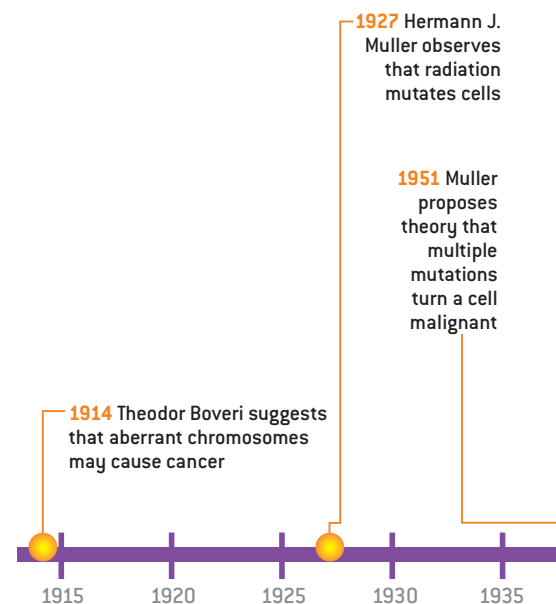 1927 Hermann J.
Muller observes
that radiation
mutates cells
1951 Muller
proposes
theory that
multiple
mutations
turn a cell
malignant
1914 Theodor Boveri suggests
that aberrant chromosomes
may cause cancer
1915 1920 1925 1930 1935